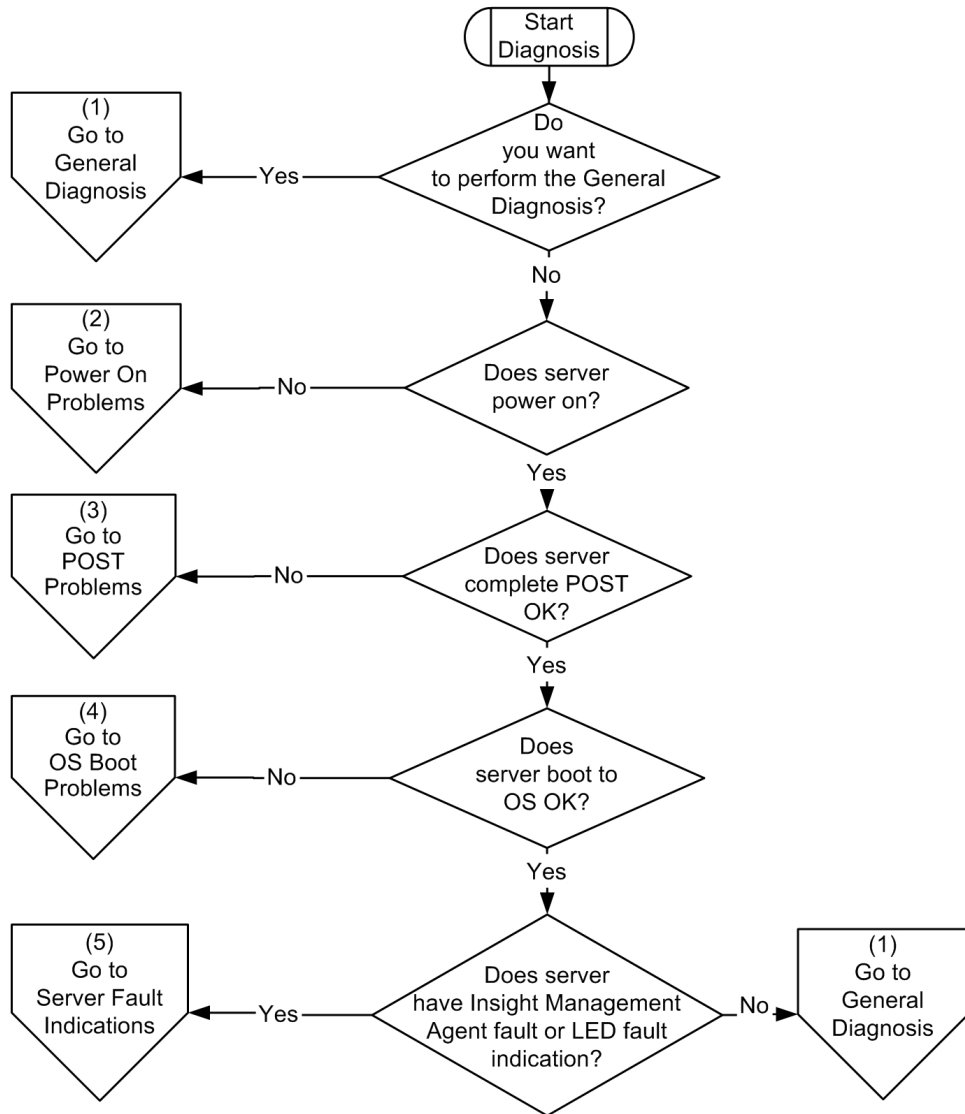 Start
Diagnosis
Do
you want
to perform the General
Diagnosis?
Yes
(1)
Go to
General
Diagnosis
No
Does server
power on?
No
(2)
Go to
Power On
Problems
Yes
Does server
complete POST
OK?
No
(3)
Go to
POST
Problems
Yes
Does
server boot to
OS OK?
No
(4)
Go to
OS Boot
Problems
Yes
Does server
have Insight Management
Agent fault or LED fault
indication?
Yes
(5)
Go to
Server Fault
Indications
No
(1)
Go to
General
Diagnosis